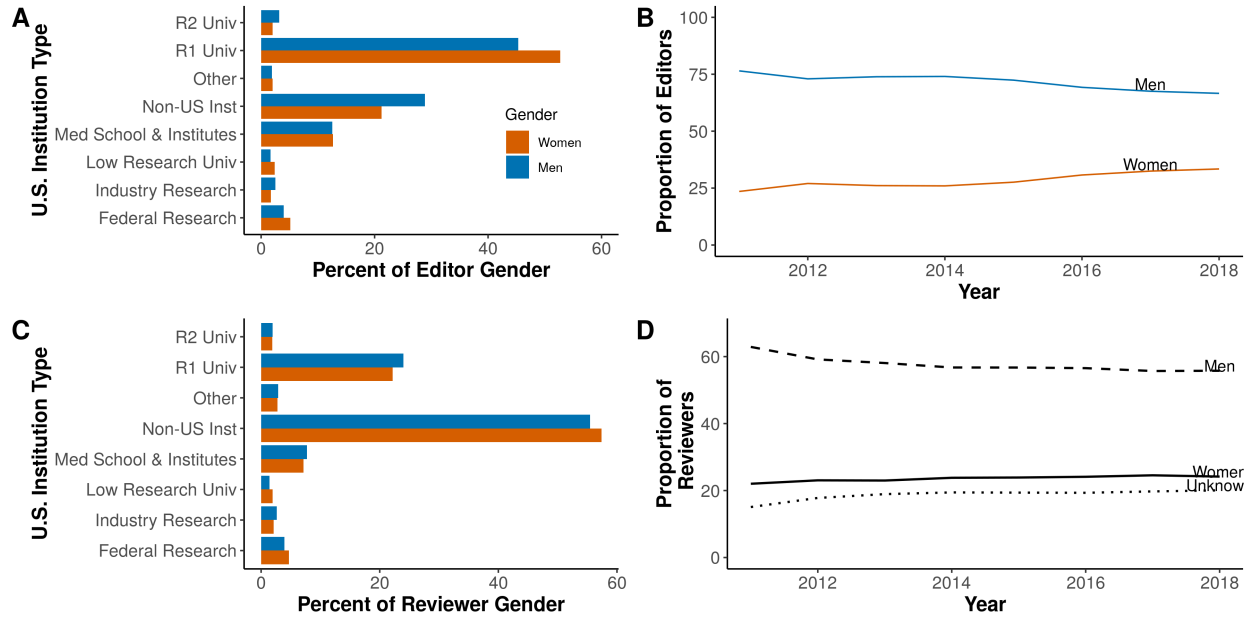 A
U.S. Institution Type
R2 Univ
R1 Univ
Other
Non-US Inst
Med School & Institutes
Low Research Univ
Industry Research
Federal Research
0 20 40 60
Percent of Editor Gender
Gender
Women
Men
B
Proportion of Editors
100
75
50
25
0
Men
Women
2012 2014 2016 2018
Year
C
U.S. Institution Type
R2 Univ
R1 Univ
Other
Non-US Inst
Med School & Institutes
Low Research Univ
Industry Research
Federal Research
0 20 40 60
Percent of Reviewer Gender
D
Proportion of
Reviewers
60
40
20
0
Men
Women
Unknow
2012 2014 2016 2018
Year